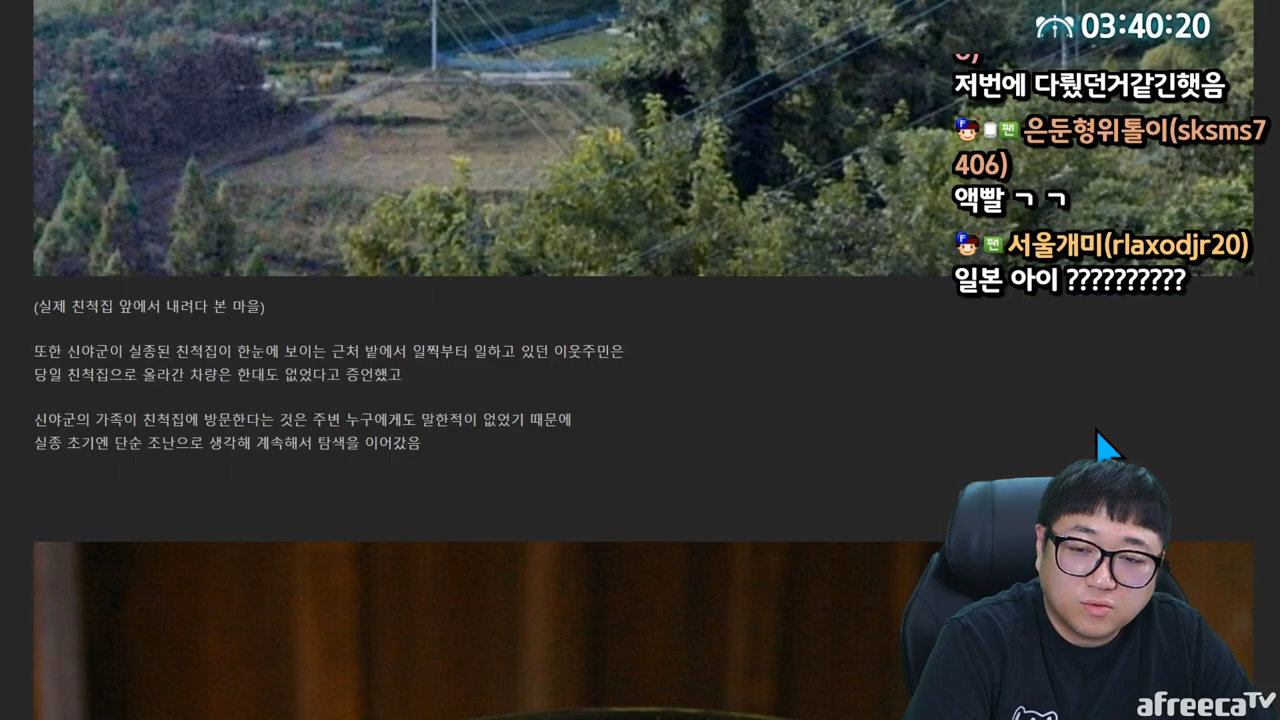 03:40:20
저번에 다뤘던거같긴햇음
은둔형위톨이(sksms7
406)
액빨 ㄱ ㄱ
서울개미(rlaxodjr20)
일본 아이 ??????????
(실제 친척집 앞에서 내려다 본 마을)
또한 신야군이 실종된 친척집이 한눈에 보이는 근처 밭에서 일찍부터 일하고 있던 이웃주민은
당일 친척집으로 올라간 차량은 한대도 없었다고 증언했고
신야군의 가족이 친척집에 방문한다는 것은 주변 누구에게도 말한적이 없었기 때문에
실종 초기엔 단순 조난으로 생각해 계속해서 탐색을 이어갔음
afreecaTV